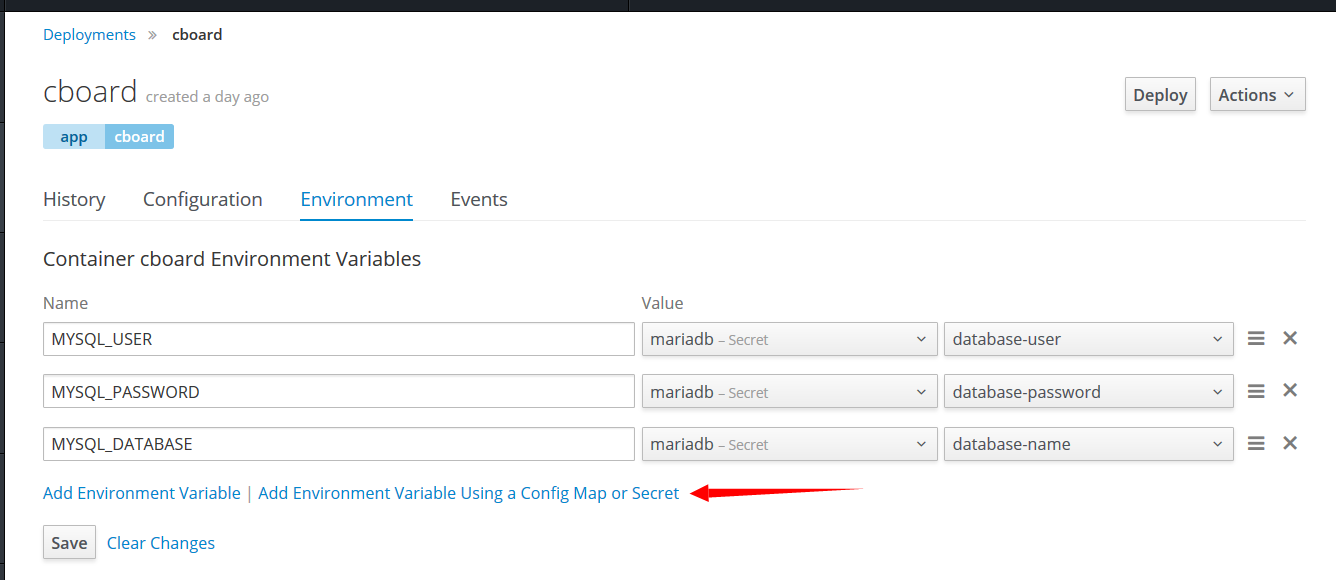 Deployments » cboard
cboard created a day ago
Deploy Actions
app cboard
History Configuration Environment Events
Container cboard Environment Variables
Name Value
MYSQL_USER mariadb – Secret database-user
MYSQL_PASSWORD mariadb – Secret database-password
MYSQL_DATABASE mariadb – Secret database-name
Add Environment Variable | Add Environment Variable Using a Config Map or Secret
Save Clear Changes